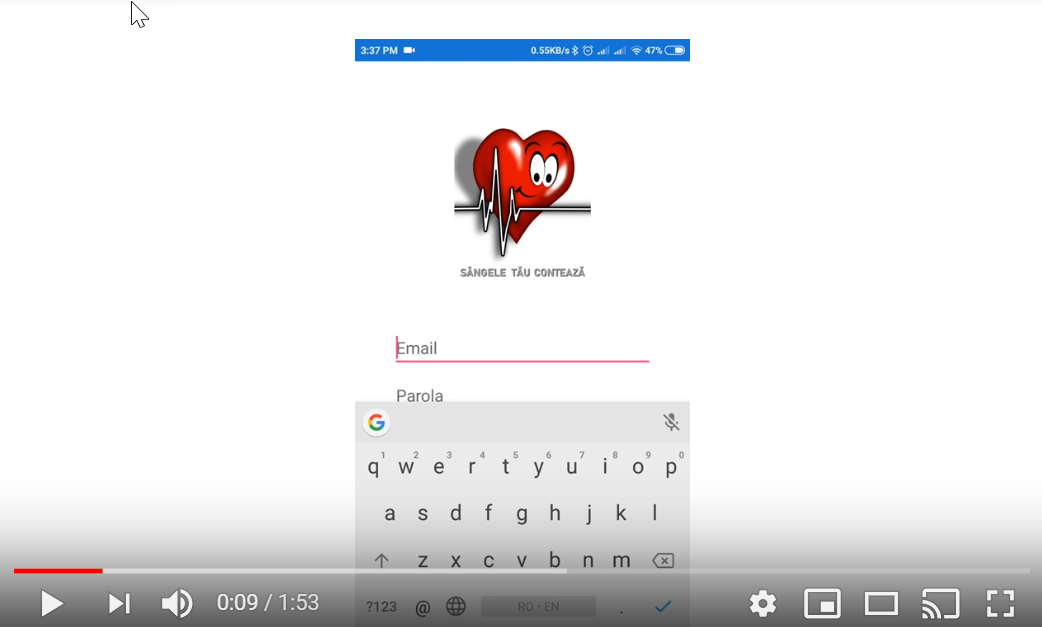 3:37 PM 0.55KB/s 47%
SÂNGELE TĂU CONTEAZĂ
Email
Parola
G
1 2 3 4 5 6 7 8 9 0
q w e r t y u i o p
a s d f g h j k l
z x c v b n m
?123 @ RO • EN .
0:09 / 1:53